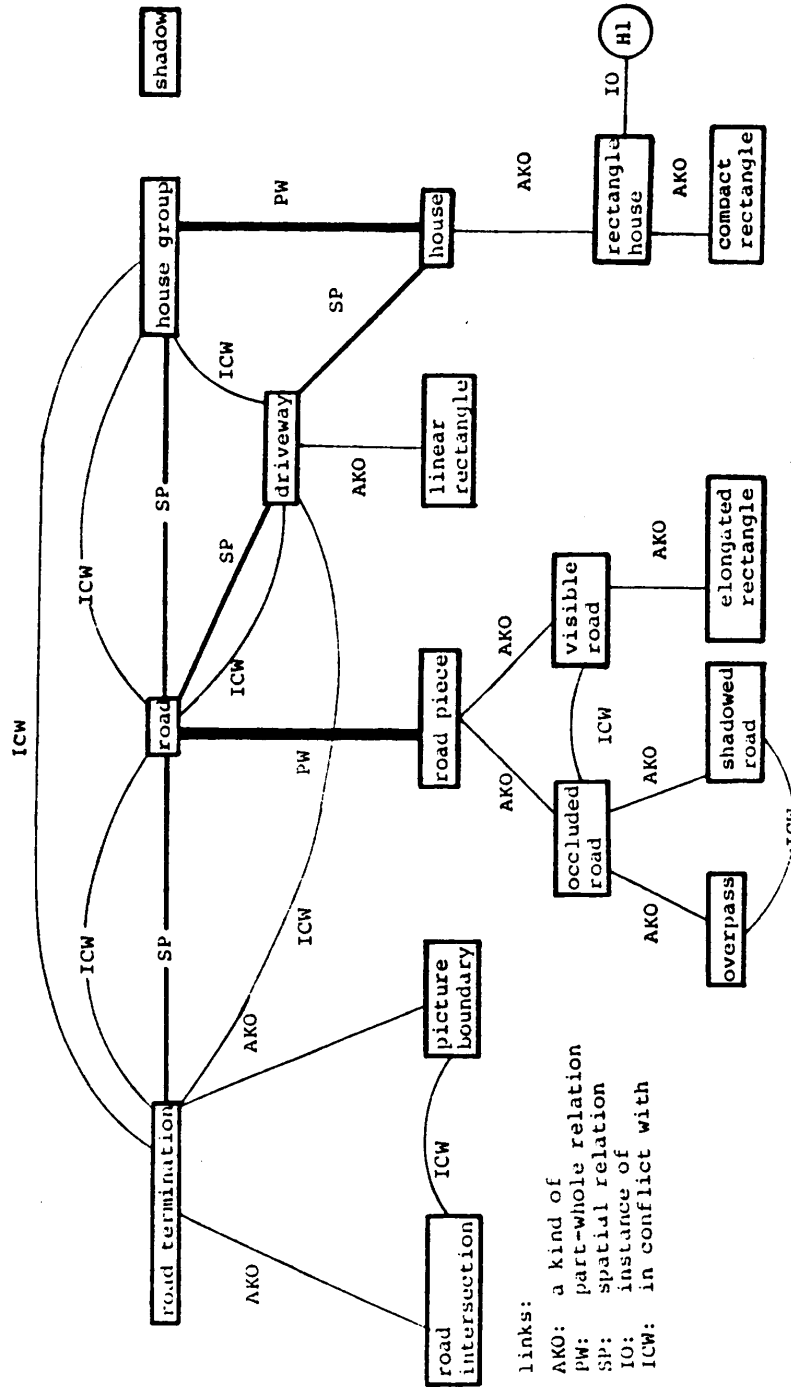 ICW
ICW
ICW
road termination
SP
road
SP
house group
shadow
ICW
PW
SP
ICW
driveway
SP
AKO
AKO
ICW
PW
AKO
road
intersection
ICW
picture
boundary
road piece
linear
rectangle
house
AKO
AKO
AKO
occluded
road
ICW
visible
road
rectangle
house
IO
H1
AKO
AKO
AKO
AKO
overpass
shadowed
road
elongated
rectangle
compact
rectangle
ICW
links:
AKO: a kind of
PW: part-whole relation
SP: spatial relation
IO: instance of
ICW: in conflict with